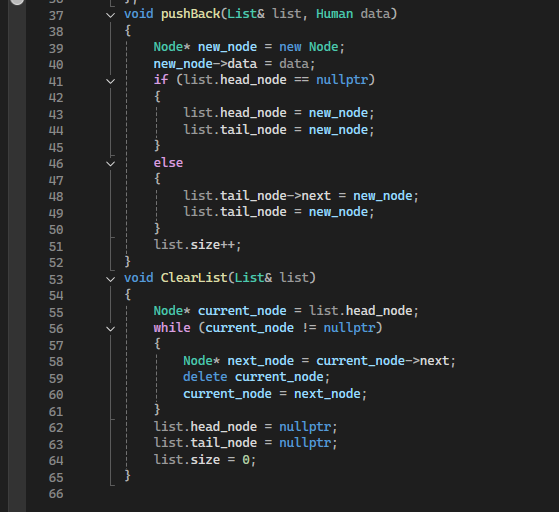 36 };
37 void pushBack(List& list, Human data)
38 {
39 Node* new_node = new Node;
40 new_node->data = data;
41 if (list.head_node == nullptr)
42 {
43 list.head_node = new_node;
44 list.tail_node = new_node;
45 }
46 else
47 {
48 list.tail_node->next = new_node;
49 list.tail_node = new_node;
50 }
51 list.size++;
52 }
53 void ClearList(List& list)
54 {
55 Node* current_node = list.head_node;
56 while (current_node != nullptr)
57 {
58 Node* next_node = current_node->next;
59 delete current_node;
60 current_node = next_node;
61 }
62 list.head_node = nullptr;
63 list.tail_node = nullptr;
64 list.size = 0;
65 }
66